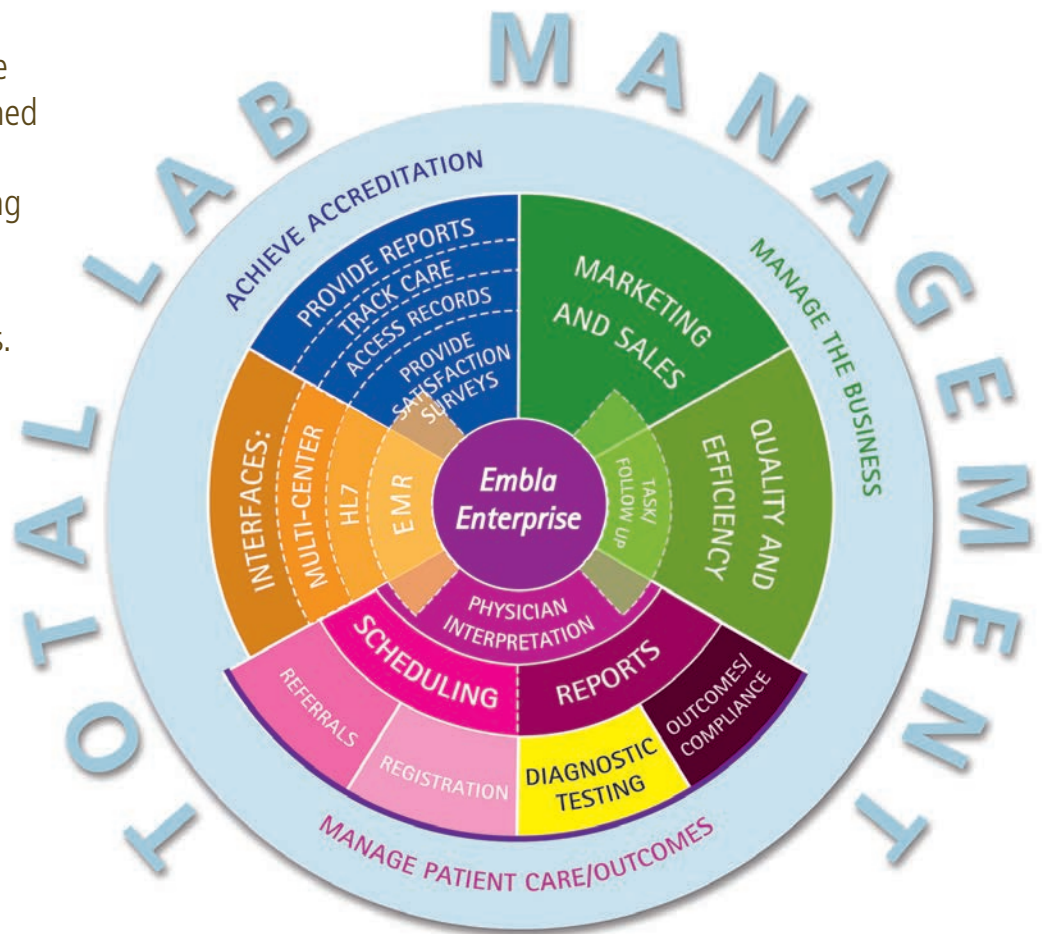 e
ned
ng
s.
TOTAL LAB MANAGEMENT
ACHIEVE ACCREDITATION
MANAGE THE BUSINESS
MANAGE PATIENT CARE/OUTCOMES
PROVIDE REPORTS
TRACK CARE
ACCESS RECORDS
PROVIDE
SATISFACTION
SURVEYS
MARKETING
AND SALES
QUALITY AND
EFFICIENCY
TASK/
FOLLOW UP
INTERFACES:
MULTI-CENTER
HL7
EMR
Embla
Enterprise
PHYSICIAN
INTERPRETATION
SCHEDULING
REPORTS
REFERRALS
REGISTRATION
DIAGNOSTIC
TESTING
OUTCOMES/
COMPLIANCE